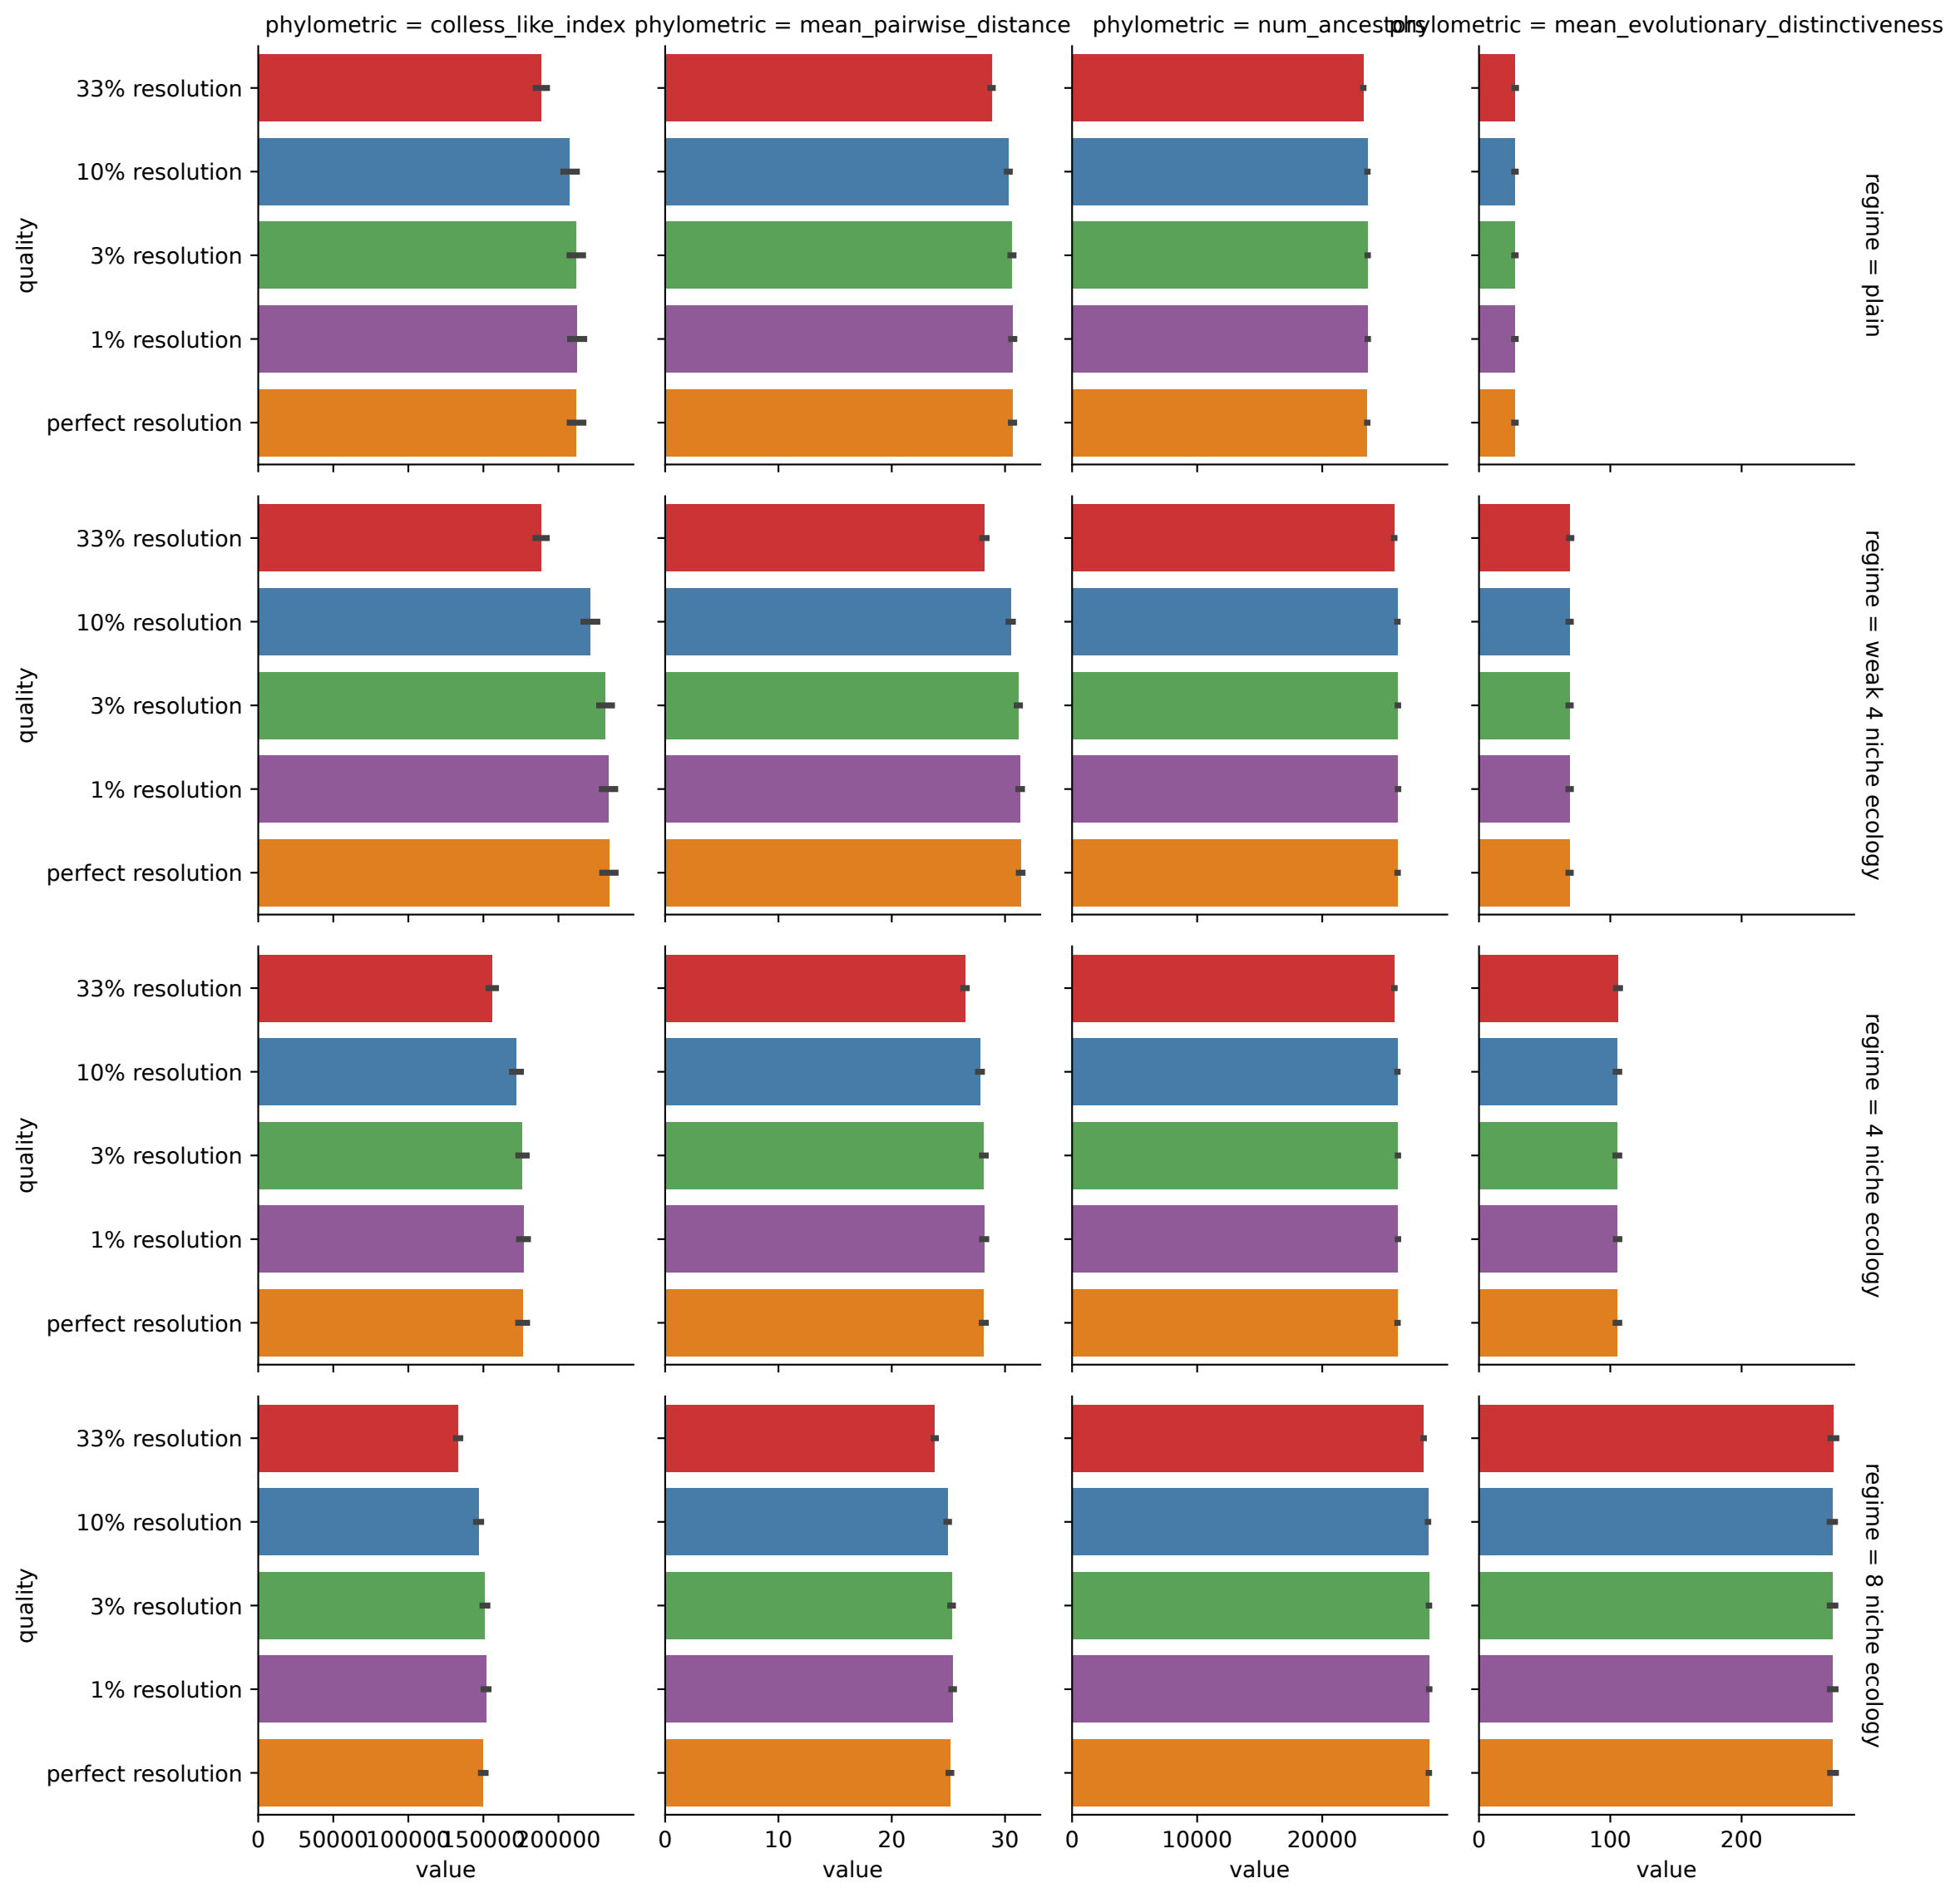 phylometric = colless_like_index
phylometric = mean_pairwise_distance
phylometric = num_ancestors
phylometric = mean_evolutionary_distinctiveness
quality
33% resolution
10% resolution
3% resolution
1% resolution
perfect resolution
regime = plain
quality
33% resolution
10% resolution
3% resolution
1% resolution
perfect resolution
regime = weak 4 niche ecology
quality
33% resolution
10% resolution
3% resolution
1% resolution
perfect resolution
regime = 4 niche ecology
quality
33% resolution
10% resolution
3% resolution
1% resolution
perfect resolution
regime = 8 niche ecology
0 50000 100000 150000 200000
value
0 10 20 30
value
0 10000 20000
value
0 100 200
value